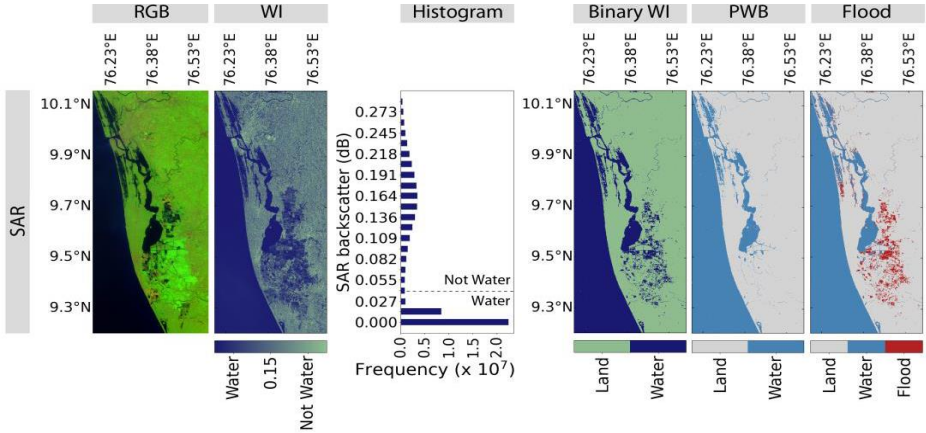 RGB
WI
Histogram
Binary WI
PWB
Flood
76.23°E
76.38°E
76.53°E
76.23°E
76.38°E
76.53°E
76.23°E
76.38°E
76.53°E
76.23°E
76.38°E
76.53°E
76.23°E
76.38°E
76.53°E
SAR
10.1°N
9.9°N
9.7°N
9.5°N
9.3°N
SAR backscatter (dB)
0.273
0.245
0.218
0.191
0.164
0.136
0.109
0.082
0.055
0.027
0.000
Not Water
Water
10.1°N
9.9°N
9.7°N
9.5°N
9.3°N
Water
0.15
Not Water
0.0
0.5
1.0
1.5
2.0
Frequency (x 10⁷)
Land
Water
Land
Water
Land
Water
Flood